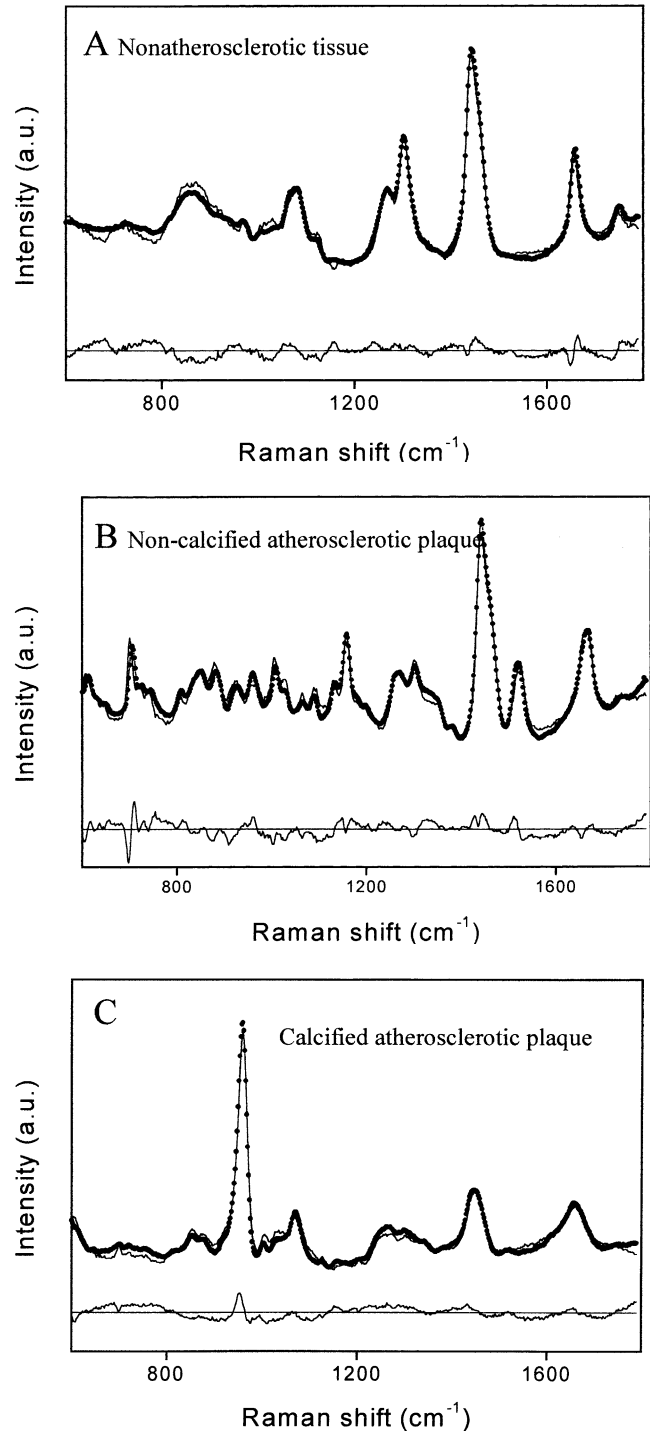 A Nonatherosclerotic tissue
Intensity (a.u.)
800 1200 1600
Raman shift (cm-1)
B Non-calcified atherosclerotic plaque
Intensity (a.u.)
800 1200 1600
Raman shift (cm-1)
C
Calcified atherosclerotic plaque
Intensity (a.u.)
800 1200 1600
Raman shift (cm-1)